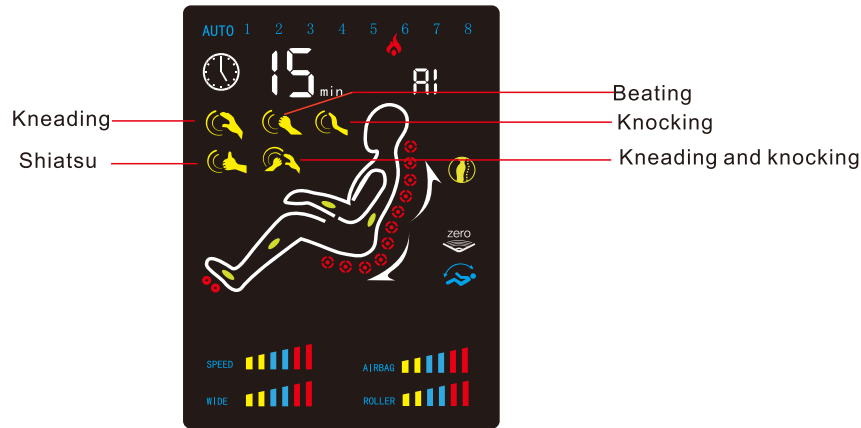 AUTO 1 2 3 4 5 6 7 8
15 min A1
Kneading
Beating
Knocking
Shiatsu
Kneading and knocking
zero
SPEED
AIRBAG
WIDE
ROLLER